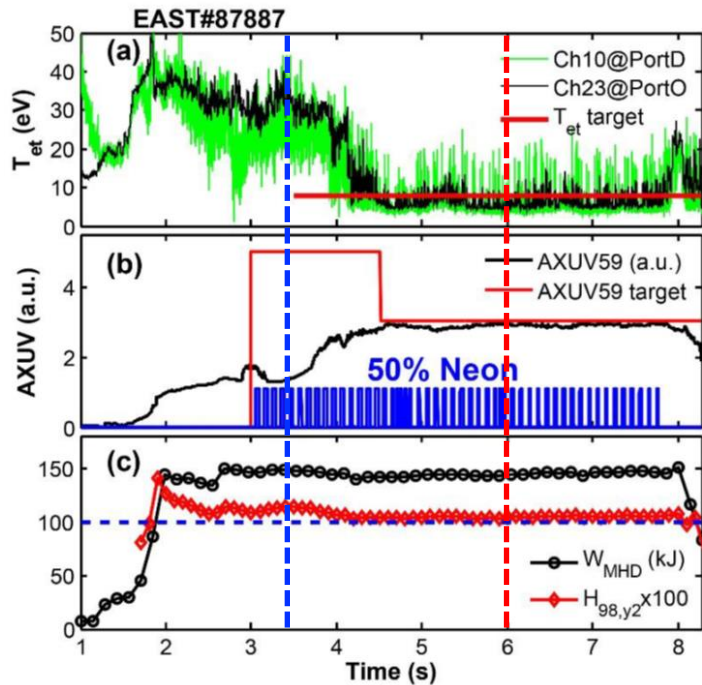 EAST#87887
(a)
Ch10@PortD
Ch23@PortO
T_et target
T_et (eV)
50
40
30
20
10
0
(b)
AXUV59 (a.u.)
AXUV59 target
AXUV (a.u.)
4
2
0
50% Neon
(c)
150
100
150
50
0
W_MHD (kJ)
H_98,y2x100
1
2
3
4
5
6
7
8
Time (s)